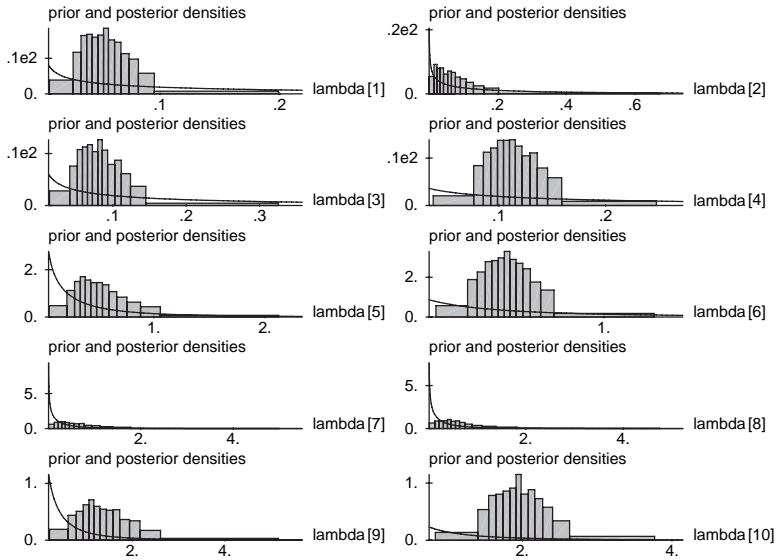 prior and posterior densities
.1e2
0.
.1
.2
lambda [1]
prior and posterior densities
.2e2
0.
.2
.4
.6
lambda [2]
prior and posterior densities
.1e2
0.
.1
.2
.3
lambda [3]
prior and posterior densities
.1e2
0.
.1
.2
lambda [4]
prior and posterior densities
2.
0.
1.
2.
lambda [5]
prior and posterior densities
2.
0.
1.
lambda [6]
prior and posterior densities
5.
0.
2.
4.
lambda [7]
prior and posterior densities
5.
0.
2.
4.
lambda [8]
prior and posterior densities
1.
0.
2.
4.
lambda [9]
prior and posterior densities
1.
0.
2.
4.
lambda [10]